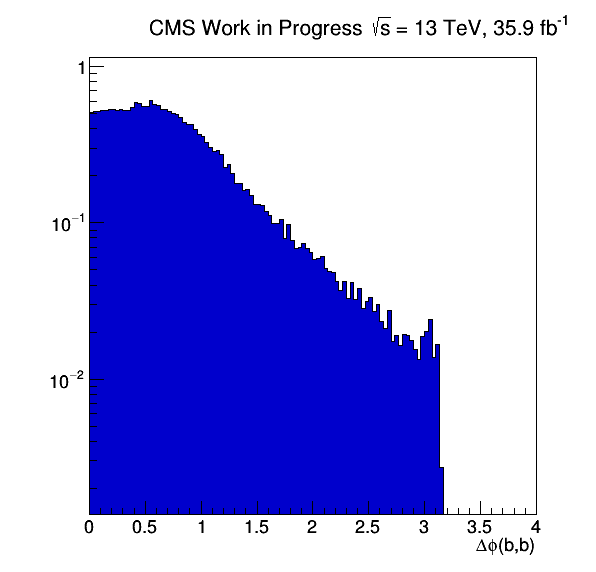 CMS Work in Progress √s = 13 TeV, 35.9 fb⁻¹
1
10⁻¹
10⁻²
0 0.5 1 1.5 2 2.5 3 3.5 4
Δϕ(b,b)